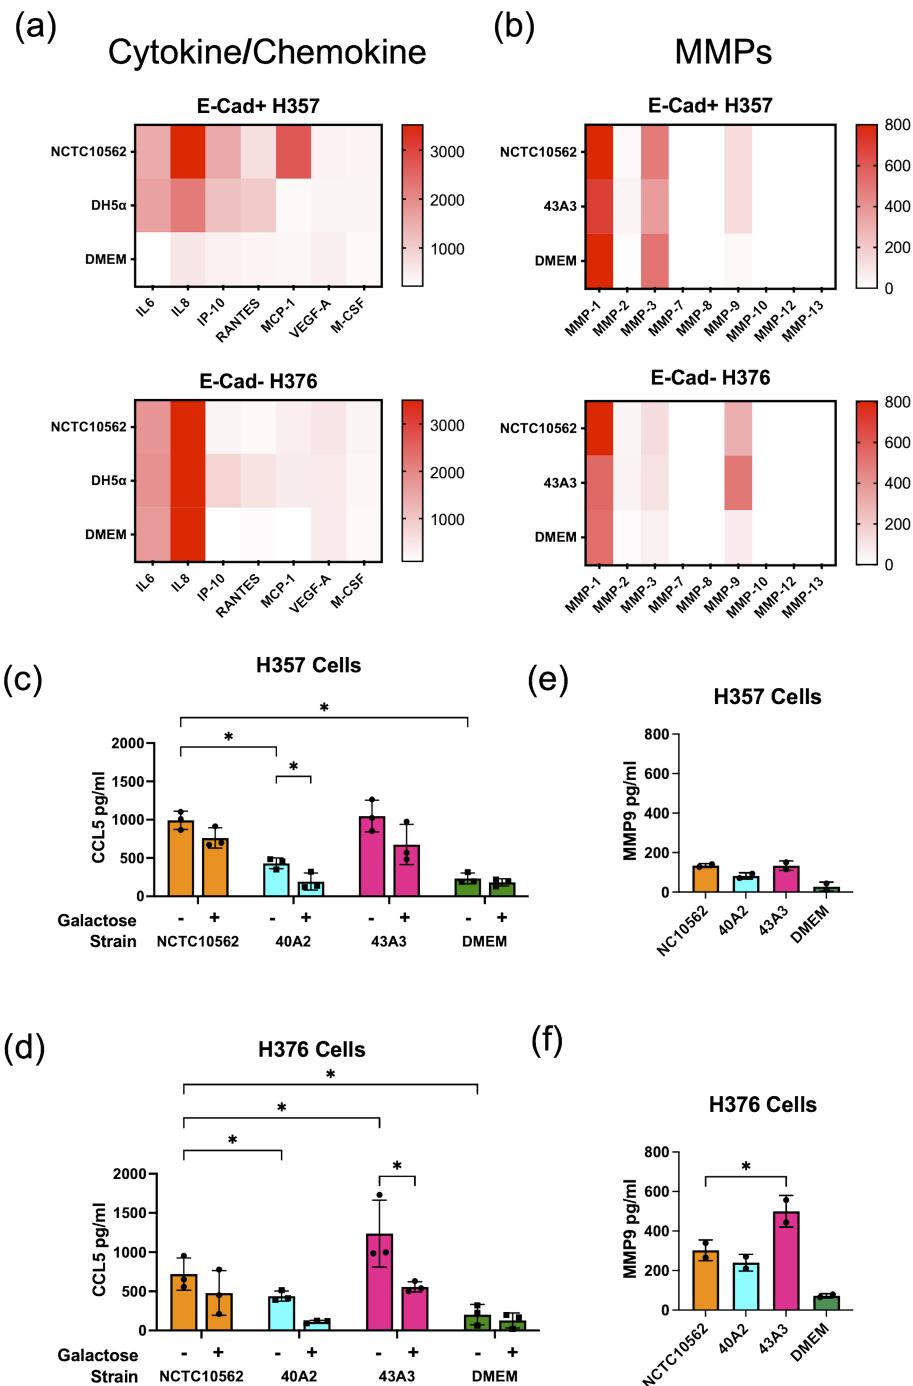 (a)
Cytokine/Chemokine
E-Cad+ H357
NCTC10562
DH5α
DMEM
IL6
IL8
IP-10
RANTES
MCP-1
VEGF-A
M-CSF
3000
2000
1000
E-Cad- H376
NCTC10562
DH5α
DMEM
IL6
IL8
IP-10
RANTES
MCP-1
VEGF-A
M-CSF
3000
2000
1000
(b)
MMPs
E-Cad+ H357
NCTC10562
43A3
DMEM
MMP-1
MMP-2
MMP-3
MMP-7
MMP-8
MMP-9
MMP-10
MMP-12
MMP-13
800
600
400
200
0
E-Cad- H376
NCTC10562
43A3
DMEM
MMP-1
MMP-2
MMP-3
MMP-7
MMP-8
MMP-9
MMP-10
MMP-12
MMP-13
800
600
400
200
0
(c)
H357 Cells
*
*
*
CCL5 pg/ml
2000
1500
1000
500
0
Galactose - + - + - + - +
Strain NCTC10562 40A2 43A3 DMEM
(e)
H357 Cells
MMP9 pg/ml
800
600
400
200
0
NC10562
40A2
43A3
DMEM
(d)
H376 Cells
*
*
*
*
CCL5 pg/ml
2000
1500
1000
500
0
Galactose - + - + - + - +
Strain NCTC10562 40A2 43A3 DMEM
(f)
H376 Cells
*
MMP9 pg/ml
800
600
400
200
0
NCTC10562
40A2
43A3
DMEM